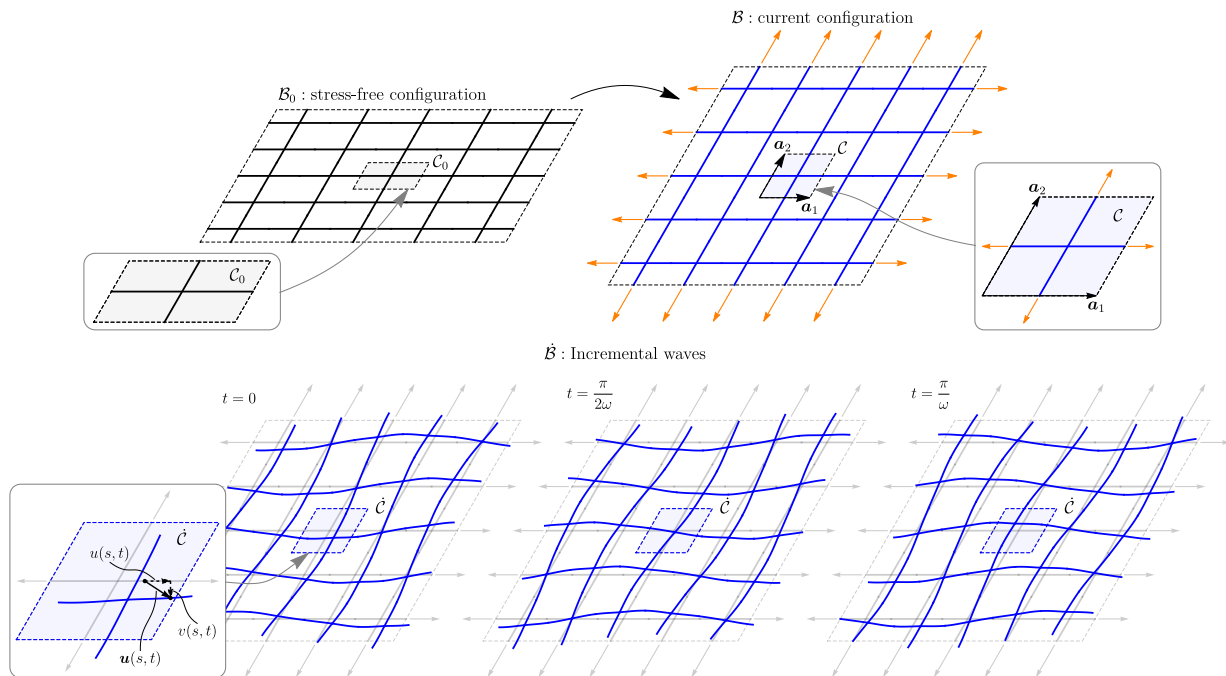 𝓑 : current configuration
𝓑₀ : stress-free configuration
𝓒₀
𝒂₂
𝓒
𝒂₁
𝓒₀
𝒂₂
𝓒
𝒂₁
𝓑̇ : Incremental waves
t = 0
t = π/2ω
t = π/ω
𝓒̇
𝓒̇
𝓒̇
𝓒̇
u(s, t)
v(s, t)
𝒖(s, t)